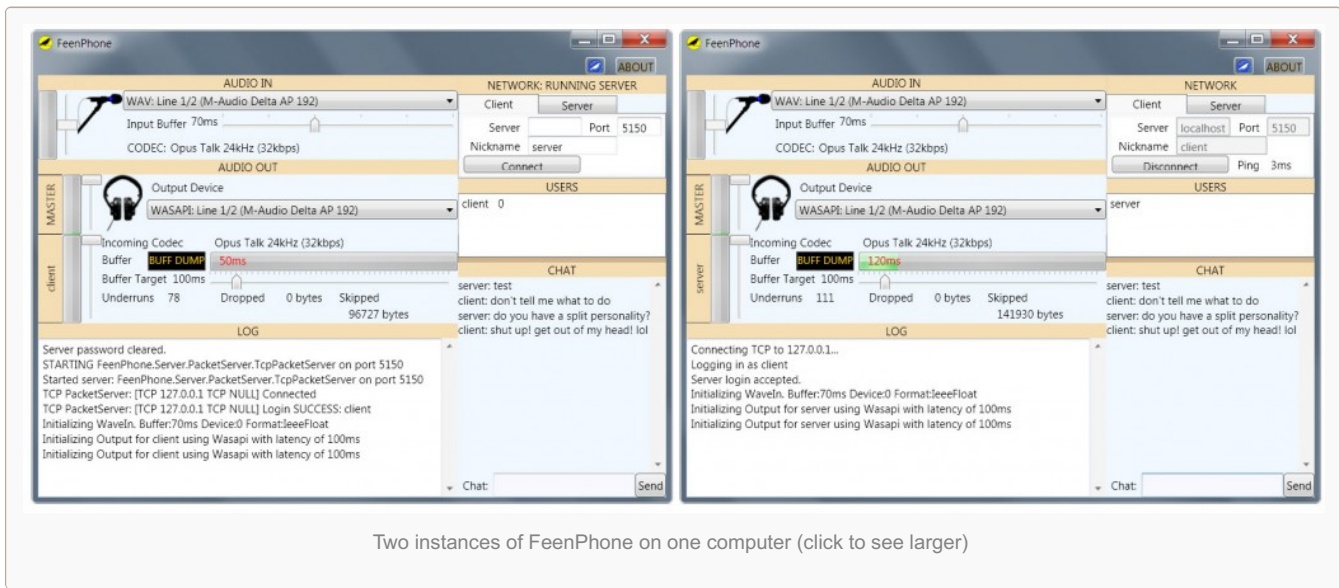 FeenPhone
ABOUT
AUDIO IN
WAV: Line 1/2 (M-Audio Delta AP 192)
Input Buffer 70ms
CODEC: Opus Talk 24kHz (32kbps)
AUDIO OUT
MASTER
Output Device
WASAPI: Line 1/2 (M-Audio Delta AP 192)
client
Incoming Codec Opus Talk 24kHz (32kbps)
Buffer BUFF DUMP 50ms
Buffer Target 100ms
Underruns 78 Dropped 0 bytes Skipped
96727 bytes
LOG
Server password cleared.
STARTING FeenPhone.Server.PacketServer.TcpPacketServer on port 5150
Started server: FeenPhone.Server.PacketServer.TcpPacketServer on port 5150
TCP PacketServer: [TCP 127.0.0.1 TCP NULL] Connected
TCP PacketServer: [TCP 127.0.0.1 TCP NULL] Login SUCCESS: client
Initializing WaveIn. Buffer:70ms Device:0 Format:IeeeFloat
Initializing Output for client using Wasapi with latency of 100ms
Initializing Output for client using Wasapi with latency of 100ms
NETWORK: RUNNING SERVER
Client Server
Server Port 5150
Nickname server
Connect
USERS
client 0
CHAT
server: test
client: don't tell me what to do
server: do you have a split personality?
client: shut up! get out of my head! lol
Chat: Send
FeenPhone
ABOUT
AUDIO IN
WAV: Line 1/2 (M-Audio Delta AP 192)
Input Buffer 70ms
CODEC: Opus Talk 24kHz (32kbps)
AUDIO OUT
MASTER
Output Device
WASAPI: Line 1/2 (M-Audio Delta AP 192)
server
Incoming Codec Opus Talk 24kHz (32kbps)
Buffer BUFF DUMP 120ms
Buffer Target 100ms
Underruns 111 Dropped 0 bytes Skipped
141930 bytes
LOG
Connecting TCP to 127.0.0.1...
Logging in as client
Server login accepted.
Initializing WaveIn. Buffer:70ms Device:0 Format:IeeeFloat
Initializing Output for server using Wasapi with latency of 100ms
Initializing Output for server using Wasapi with latency of 100ms
NETWORK
Client Server
Server localhost Port 5150
Nickname client
Disconnect Ping 3ms
USERS
server
CHAT
server: test
client: don't tell me what to do
server: do you have a split personality?
client: shut up! get out of my head! lol
Chat: Send
Two instances of FeenPhone on one computer (click to see larger)